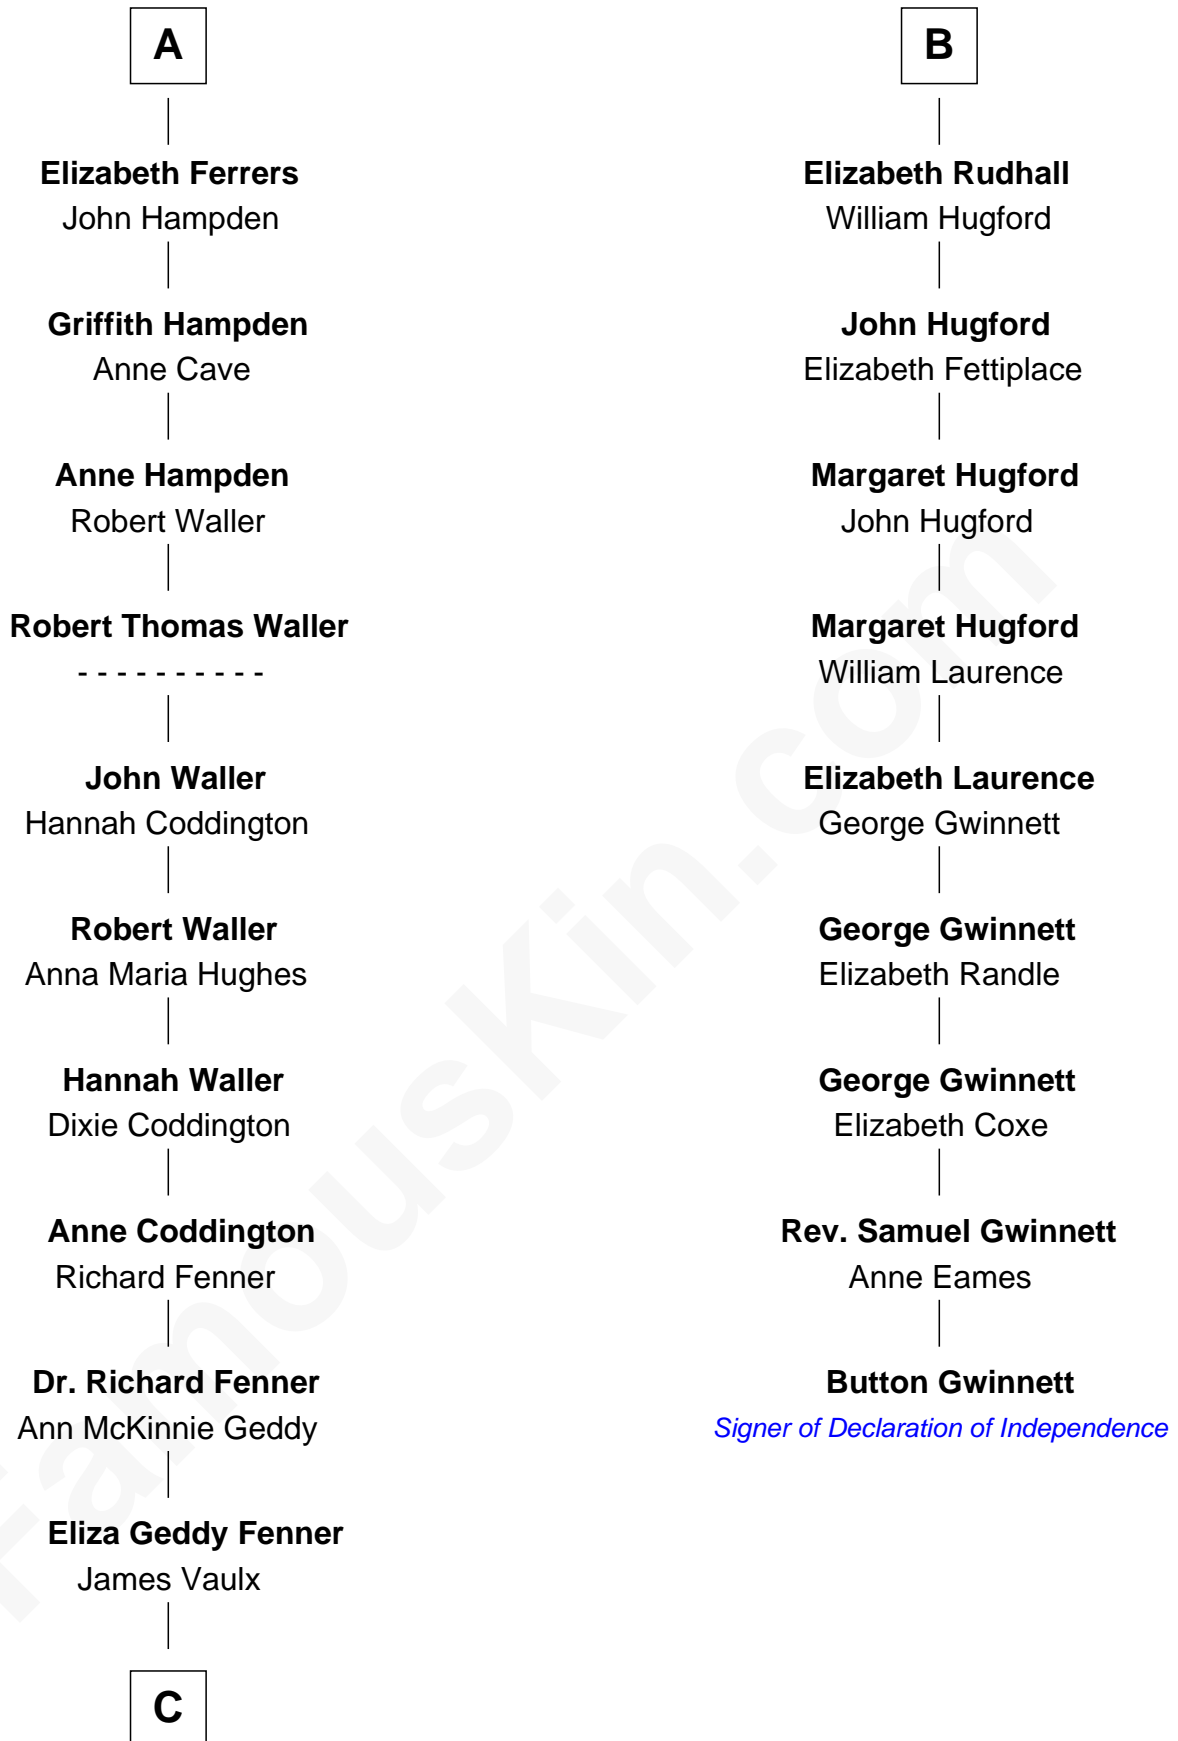 A
Elizabeth Ferrers
John Hampden
Griffith Hampden
Anne Cave
Anne Hampden
Robert Waller
Robert Thomas Waller
- - - - - - - - - -
John Waller
Hannah Coddington
Robert Waller
Anna Maria Hughes
Hannah Waller
Dixie Coddington
Anne Coddington
Richard Fenner
Dr. Richard Fenner
Ann McKinnie Geddy
Eliza Geddy Fenner
James Vaulx
C
B
Elizabeth Rudhall
William Hugford
John Hugford
Elizabeth Fettiplace
Margaret Hugford
John Hugford
Margaret Hugford
William Laurence
Elizabeth Laurence
George Gwinnett
George Gwinnett
Elizabeth Randle
George Gwinnett
Elizabeth Coxe
Rev. Samuel Gwinnett
Anne Eames
Button Gwinnett
Signer of Declaration of Independence
FamousKin.com